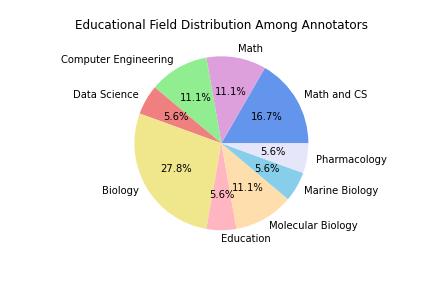 Educational Field Distribution Among Annotators
Math
Computer Engineering
Data Science
Math and CS
11.1%
11.1%
16.7%
5.6%
5.6%
Pharmacology
27.8%
5.6%
Biology
5.6%
11.1%
Marine Biology
Molecular Biology
Education